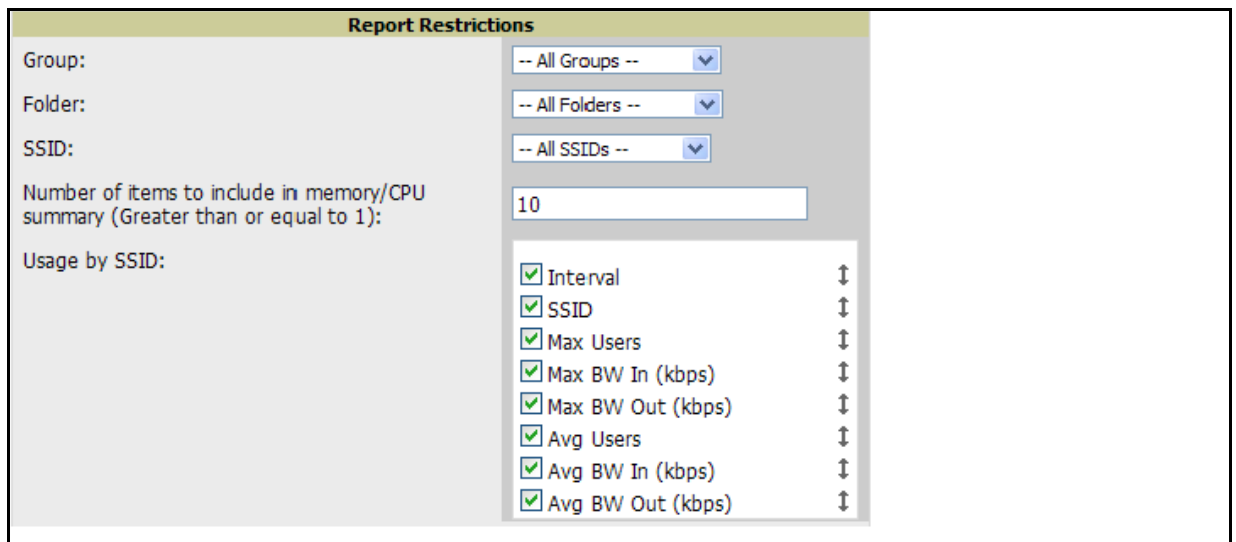 Report Restrictions
Group:
-- All Groups --
Folder:
-- All Folders --
SSID:
-- All SSIDs --
Number of items to include in memory/CPU
summary (Greater than or equal to 1):
10
Usage by SSID:
Interval
SSID
Max Users
Max BW In (kbps)
Max BW Out (kbps)
Avg Users
Avg BW In (kbps)
Avg BW Out (kbps)